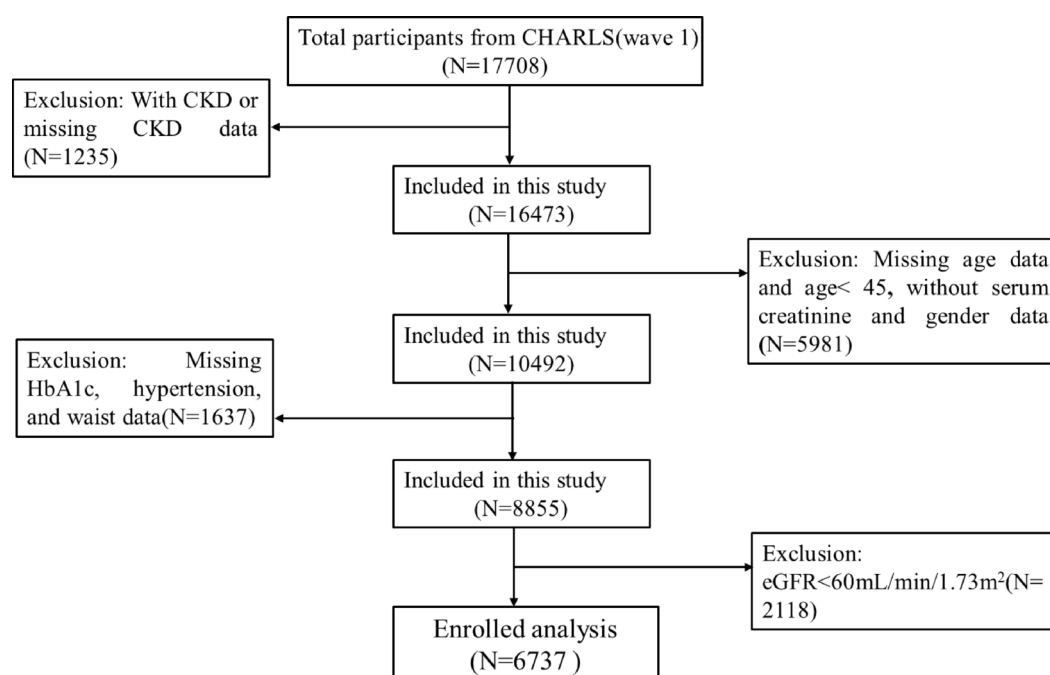 Total participants from CHARLS(wave 1)
(N=17708)
Exclusion: With CKD or
missing CKD data
(N=1235)
Included in this study
(N=16473)
Exclusion: Missing age data
and age< 45, without serum
creatinine and gender data
(N=5981)
Included in this study
(N=10492)
Exclusion: Missing
HbA1c, hypertension,
and waist data(N=1637)
Included in this study
(N=8855)
Exclusion:
eGFR<60mL/min/1.73m²(N=
2118)
Enrolled analysis
(N=6737 )